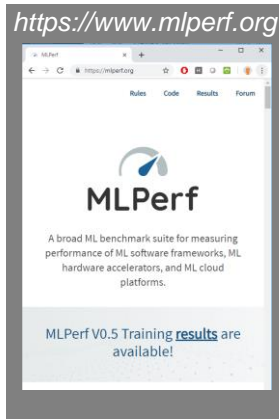 https://www.mlperf.org
MLPerf
https://mlperf.org
Rules Code Results Forum
MLPerf
A broad ML benchmark suite for measuring
performance of ML software frameworks, ML
hardware accelerators, and ML cloud
platforms.
MLPerf V0.5 Training results are
available!